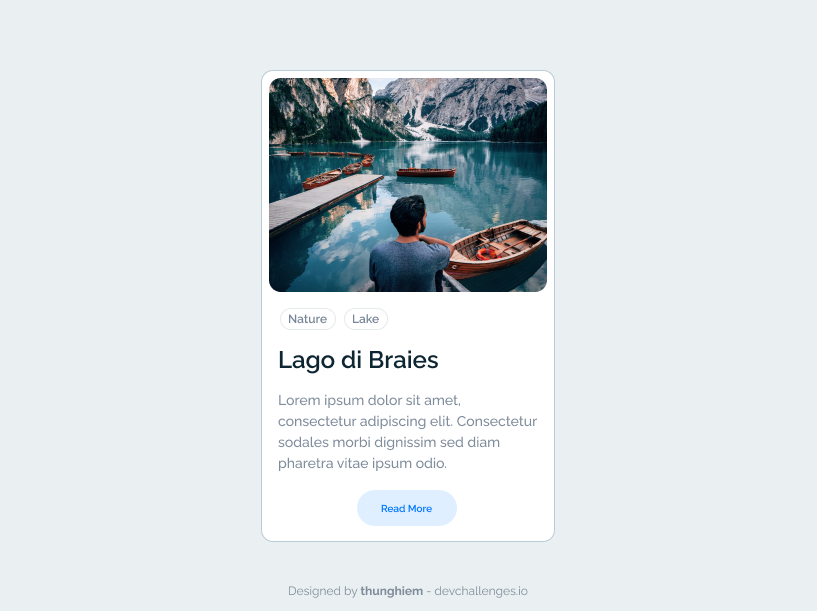 Nature
Lake
Lago di Braies
Lorem ipsum dolor sit amet,
consectetur adipiscing elit. Consectetur
sodales morbi dignissim sed diam
pharetra vitae ipsum odio.
Read More
Designed by thunghiem - devchallenges.io